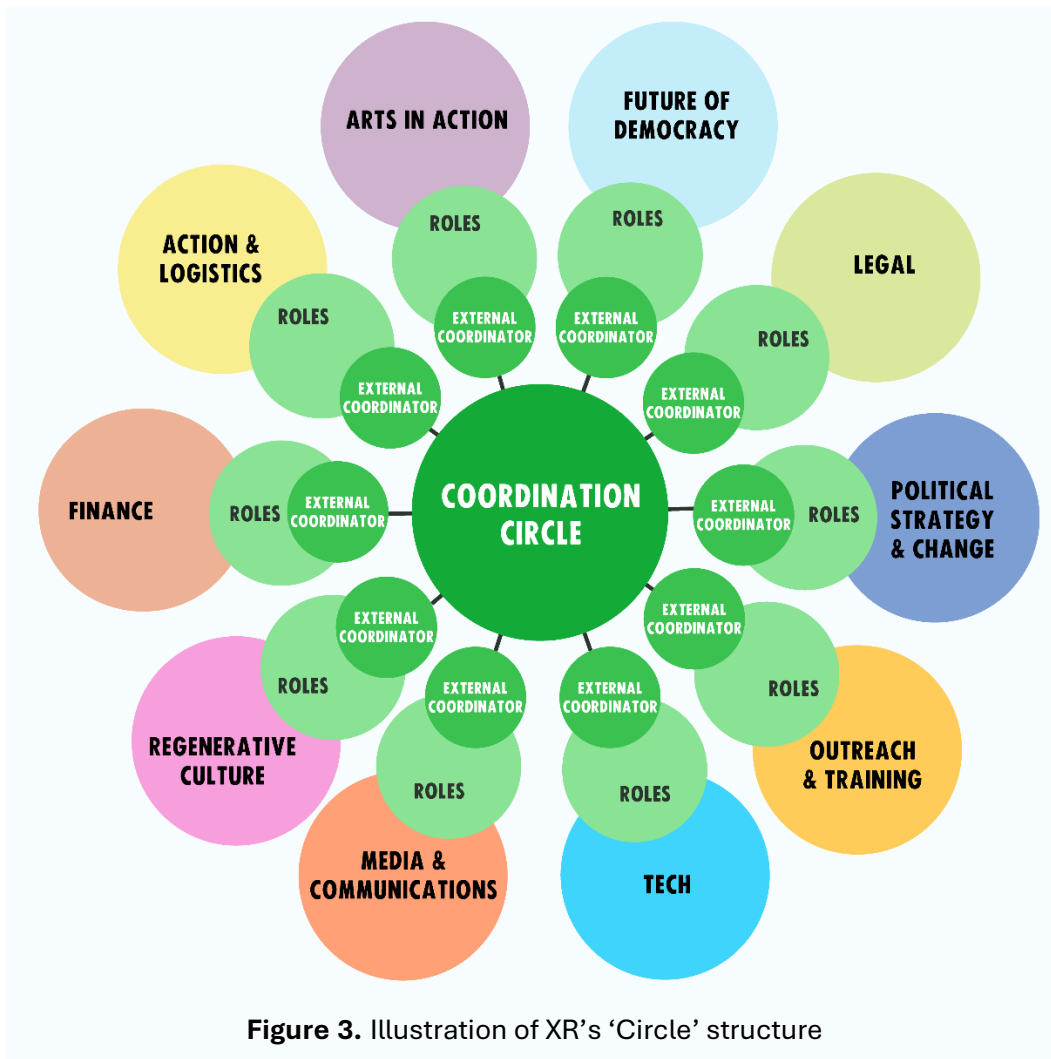 ARTS IN ACTION
FUTURE OF
DEMOCRACY
ROLES
ROLES
EXTERNAL
COORDINATOR
EXTERNAL
COORDINATOR
ACTION &
LOGISTICS
ROLES
EXTERNAL
COORDINATOR
LEGAL
ROLES
EXTERNAL
COORDINATOR
FINANCE
ROLES
EXTERNAL
COORDINATOR
COORDINATION
CIRCLE
EXTERNAL
COORDINATOR
ROLES
POLITICAL
STRATEGY
& CHANGE
EXTERNAL
COORDINATOR
ROLES
REGENERATIVE
CULTURE
EXTERNAL
COORDINATOR
ROLES
OUTREACH
& TRAINING
EXTERNAL
COORDINATOR
ROLES
MEDIA &
COMMUNICATIONS
EXTERNAL
COORDINATOR
ROLES
TECH
Figure 3. Illustration of XR’s ‘Circle’ structure